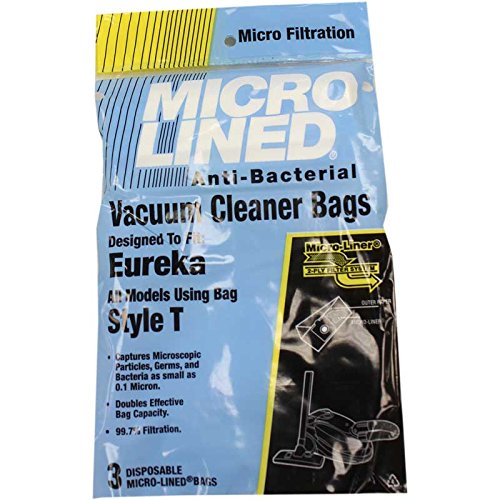 • Micro Filtration
MICRO
LINED®
Anti-Bacterial
Vacuum Cleaner Bags
Designed To Fit:
Eureka
All Models Using Bag
Style T
• Captures Microscopic
Particles, Germs, and
Bacteria as small as
0.1 Micron.
• Doubles Effective
Bag Capacity.
• 99.7% Filtration.
3 DISPOSABLE
MICRO-LINED® BAGS
Micro-Liner®
2-PLY FILTER SYSTEM
OUTER PAPER
MICRO-LINER